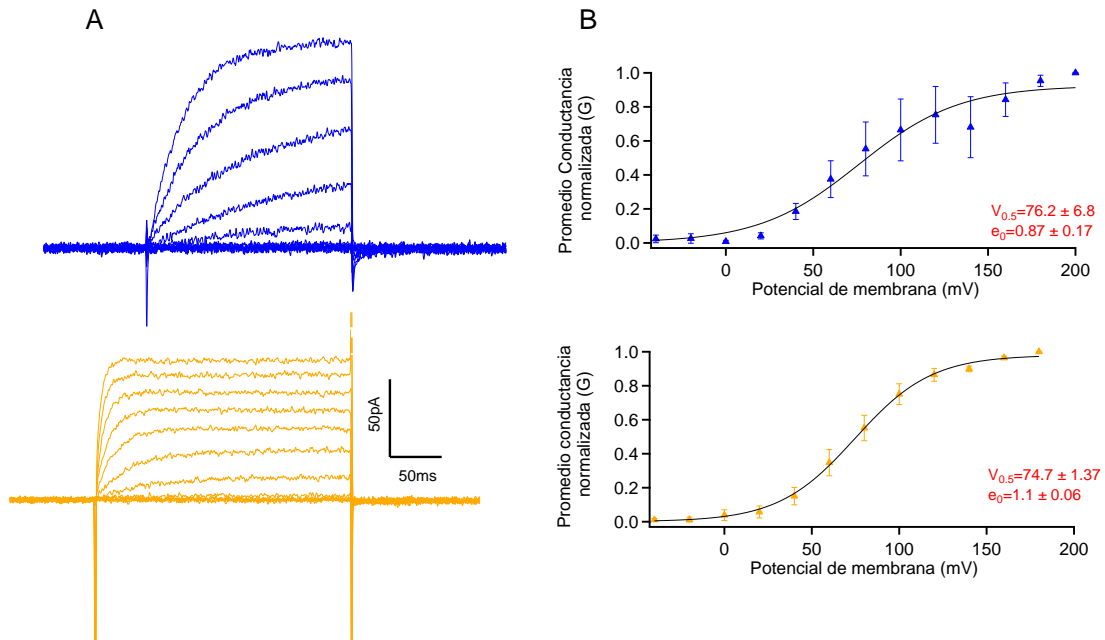 A
B
1.0
0.8
0.6
0.4
0.2
0.0
Promedio Conductancia
normalizada (G)
V0.5=76.2 ± 6.8
e0=0.87 ± 0.17
0
50
100
150
200
Potencial de membrana (mV)
50pA
50ms
1.0
0.8
0.6
0.4
0.2
0.0
Promedio conductancia
normalizada (G)
V0.5=74.7 ± 1.37
e0=1.1 ± 0.06
0
50
100
150
200
Potencial de membrana (mV)